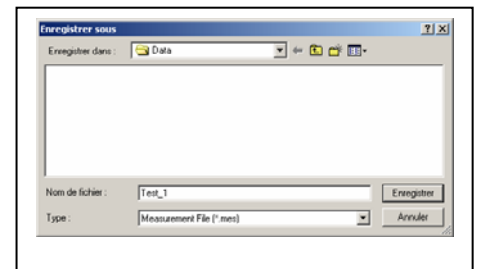 Enregistrer sous
Enregistrer dans : Data
Nom de fichier : Test_1 Enregistrer
Type : Measurement File (*.mes) Annuler